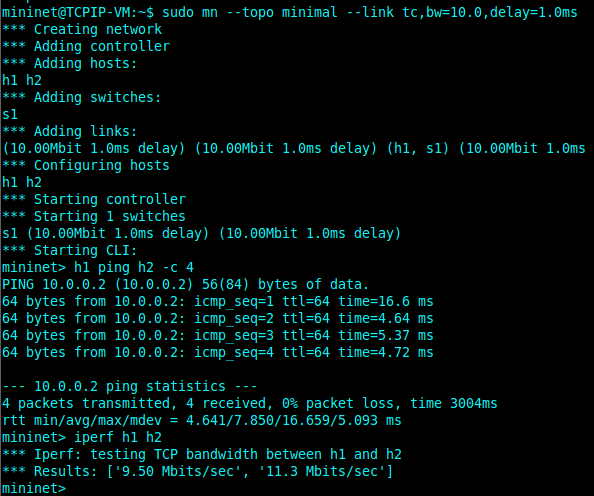 mininet@TCPIP-VM:~$ sudo mn --topo minimal --link tc,bw=10.0,delay=1.0ms
*** Creating network
*** Adding controller
*** Adding hosts:
h1 h2
*** Adding switches:
s1
*** Adding links:
(10.00Mbit 1.0ms delay) (10.00Mbit 1.0ms delay) (h1, s1) (10.00Mbit 1.0ms
*** Configuring hosts
h1 h2
*** Starting controller
*** Starting 1 switches
s1 (10.00Mbit 1.0ms delay) (10.00Mbit 1.0ms delay)
*** Starting CLI:
mininet> h1 ping h2 -c 4
PING 10.0.0.2 (10.0.0.2) 56(84) bytes of data.
64 bytes from 10.0.0.2: icmp_seq=1 ttl=64 time=16.6 ms
64 bytes from 10.0.0.2: icmp_seq=2 ttl=64 time=4.64 ms
64 bytes from 10.0.0.2: icmp_seq=3 ttl=64 time=5.37 ms
64 bytes from 10.0.0.2: icmp_seq=4 ttl=64 time=4.72 ms

--- 10.0.0.2 ping statistics ---
4 packets transmitted, 4 received, 0% packet loss, time 3004ms
rtt min/avg/max/mdev = 4.641/7.850/16.659/5.093 ms
mininet> iperf h1 h2
*** Iperf: testing TCP bandwidth between h1 and h2
*** Results: ['9.50 Mbits/sec', '11.3 Mbits/sec']
mininet>